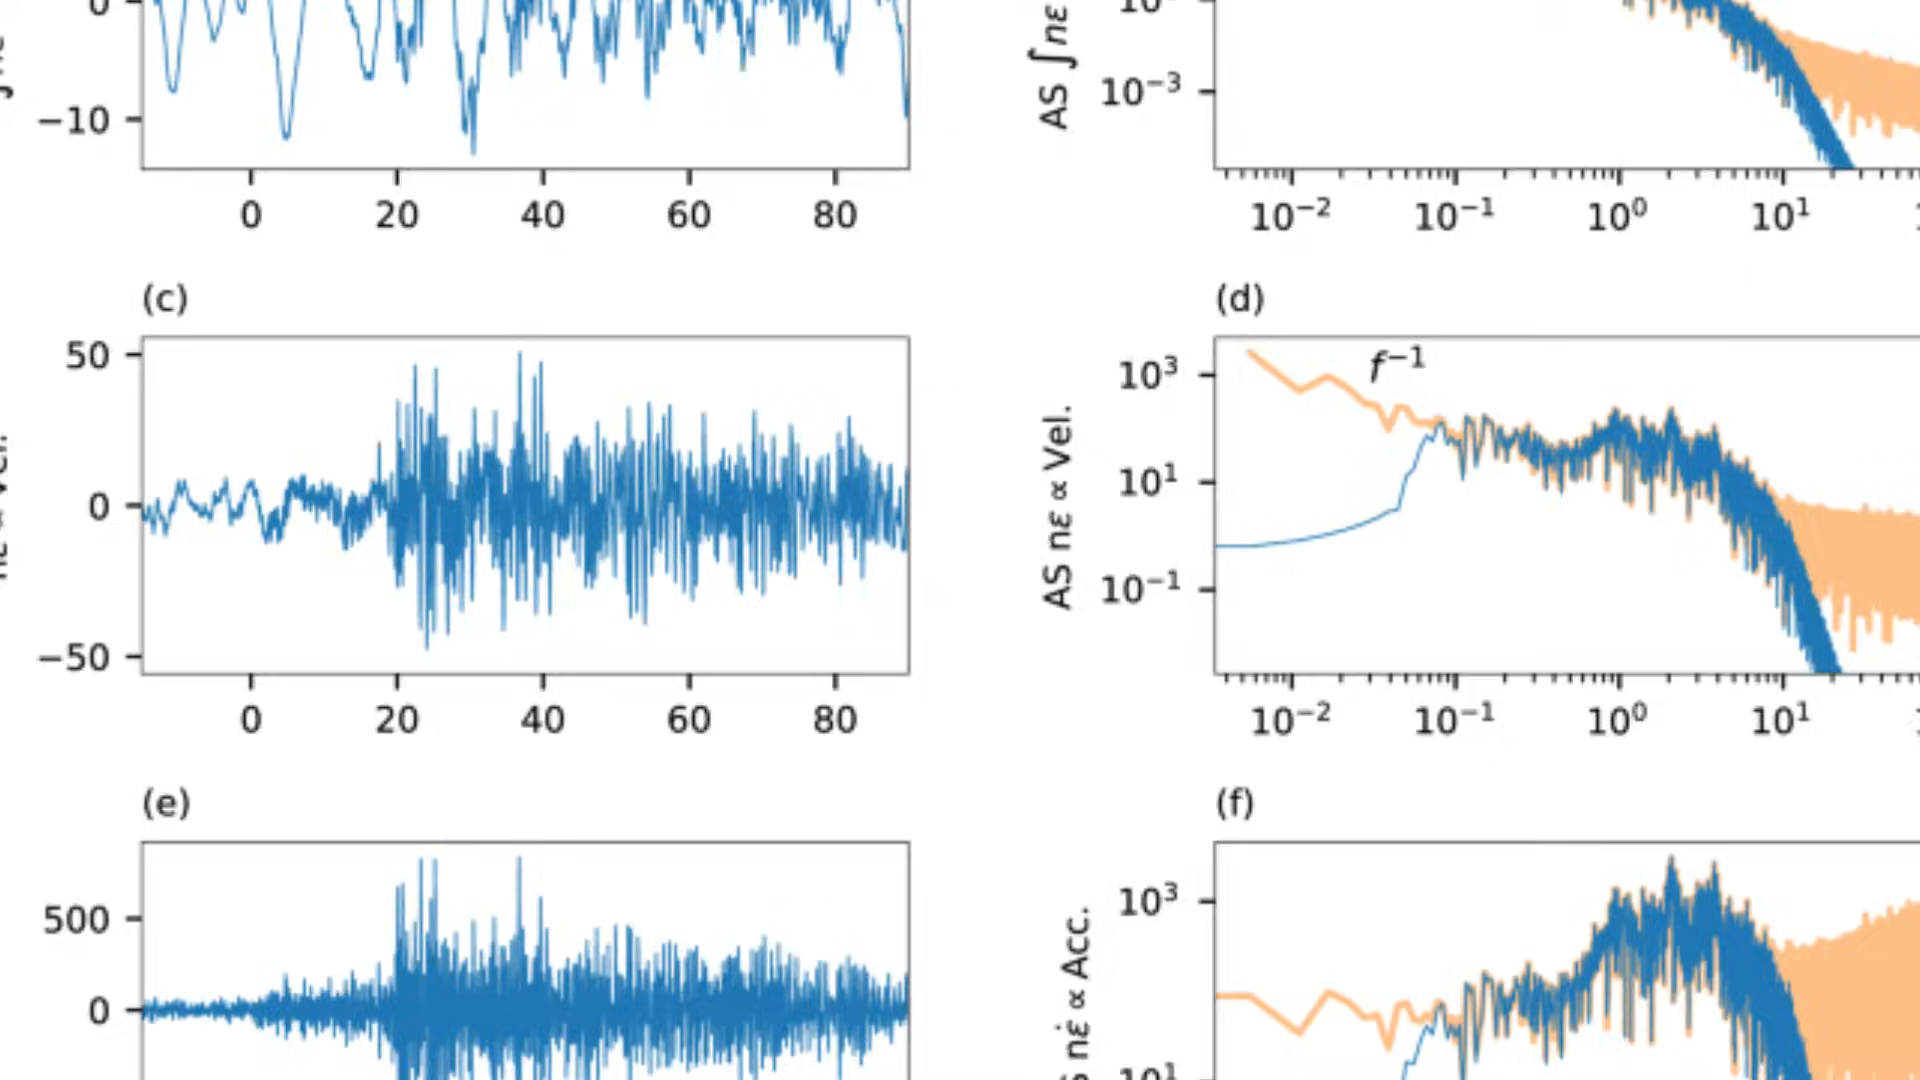 0
−10
0 20 40 60 80
AS ∫nε
10⁻³
10⁻² 10⁻¹ 10⁰ 10¹
(c)
50
0
−50
0 20 40 60 80
(d)
f⁻¹
AS nε ∝ Vel.
10³
10¹
10⁻¹
10⁻² 10⁻¹ 10⁰ 10¹
(e)
500
0
(f)
nε̇ ∝ Acc.
10³
10¹